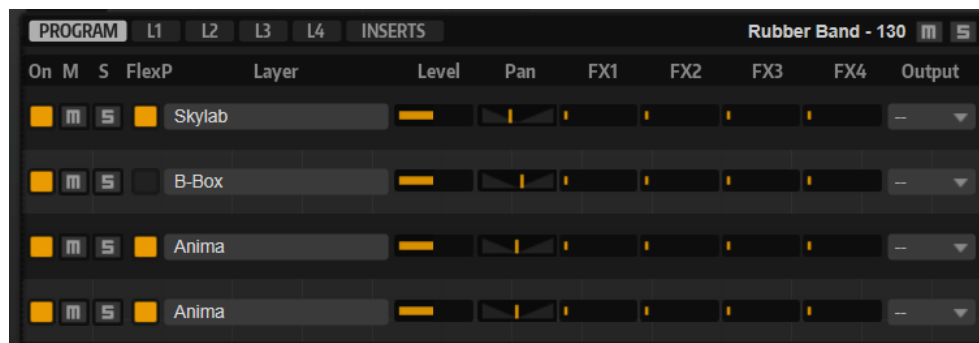 PROGRAM L1 L2 L3 L4 INSERTS Rubber Band - 130 m S
On M S FlexP Layer Level Pan FX1 FX2 FX3 FX4 Output
m S Skylab --
m S B-Box --
m S Anima --
m S Anima --